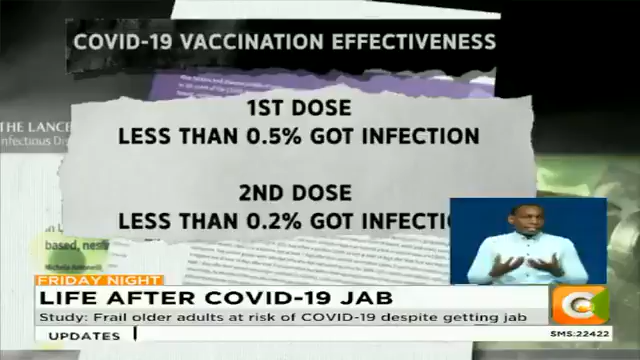 COVID-19 VACCINATION EFFECTIVENESS
1ST DOSE
THE LANCE
LESS THAN 0.5% GOT INFECTION
2ND DOSE
LESS THAN 0.2% GOT INFECTI
based,
FRIDAY NIGHT
LIFE AFTER COVID-19 JAB
Study: Frail older adults at risk of COVID-19 despite getting jab
UPDATES
SMS:22422